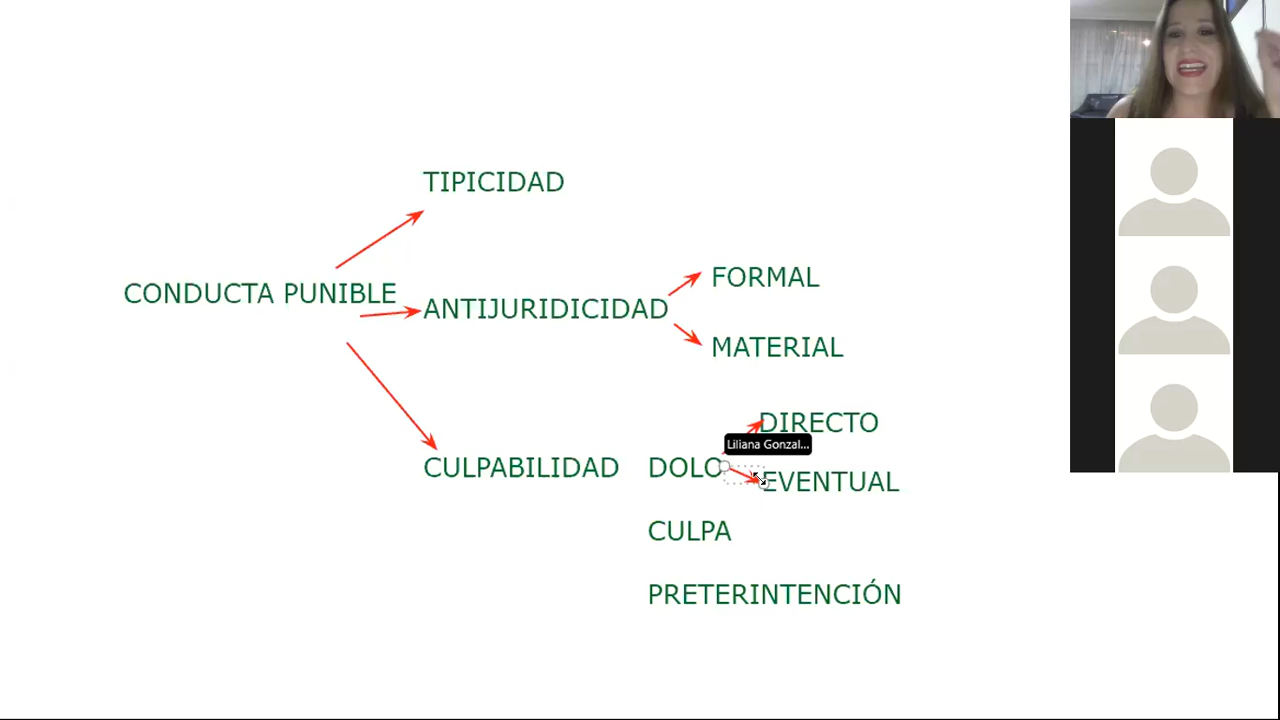 TIPICIDAD
CONDUCTA PUNIBLE
ANTIJURIDICIDAD
FORMAL
MATERIAL
CULPABILIDAD
DOLO
DIRECTO
Liliana Gonzal...
EVENTUAL
CULPA
PRETERINTENCIÓN